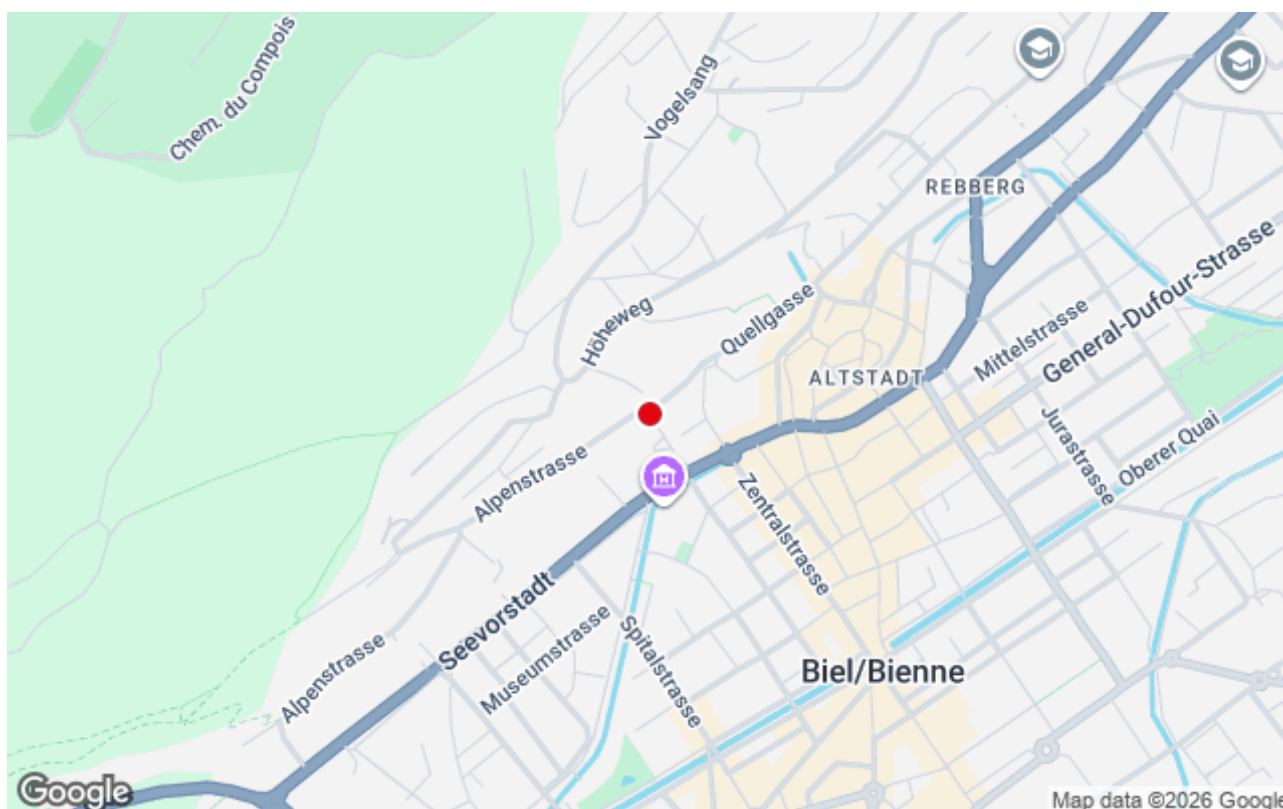 Chem. du Compois
Vogelsang
REBBERG
General-Dufour-Strasse
Höheweg
Quellgasse
Mittelstrasse
ALTSTADT
Jurastrasse
Oberer Quai
Alpenstrasse
Zentralstrasse
Seevorstadt
Museumstrasse
Spitalstrasse
Alpenstrasse
Biel/Bienne
Google
Map data ©2026 Google